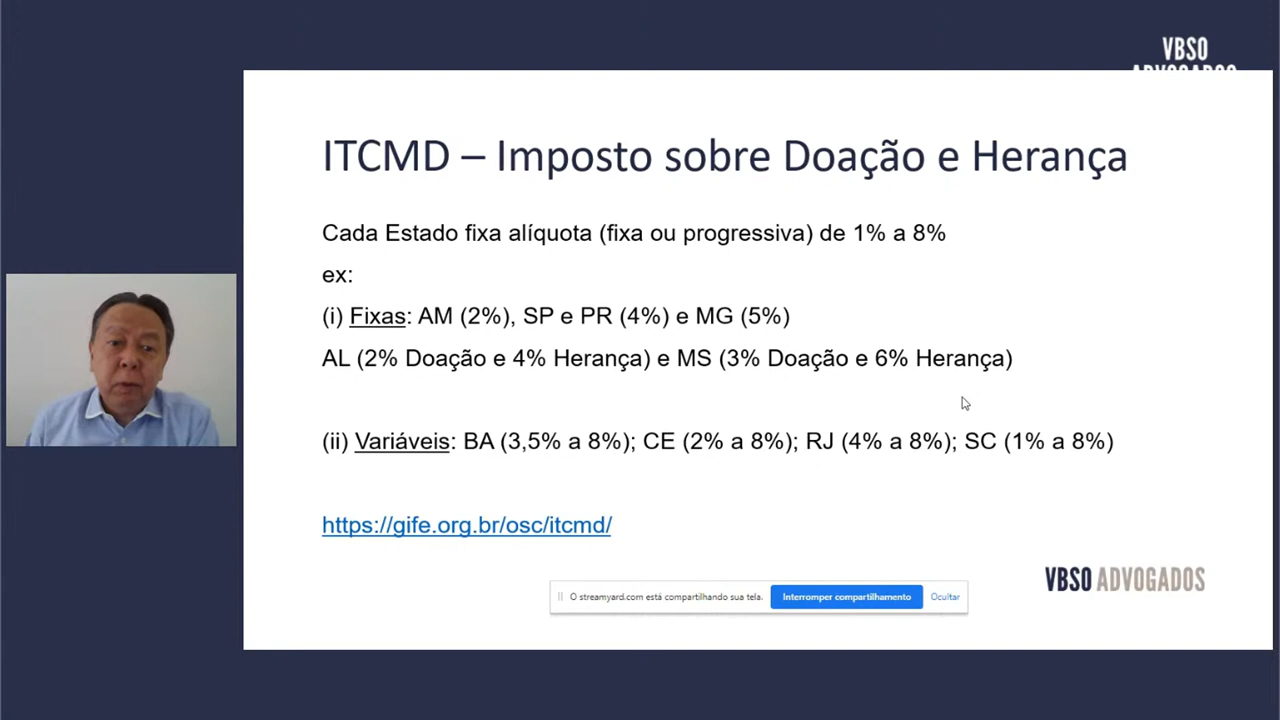 VBSO
ADVOGADOS
ITCMD – Imposto sobre Doação e Herança
Cada Estado fixa alíquota (fixa ou progressiva) de 1% a 8%
ex:
(i) Fixas: AM (2%), SP e PR (4%) e MG (5%)
AL (2% Doação e 4% Herança) e MS (3% Doação e 6% Herança)
(ii) Variáveis: BA (3,5% a 8%); CE (2% a 8%); RJ (4% a 8%); SC (1% a 8%)
https://gife.org.br/osc/itcmd/
VBSO ADVOGADOS
O streamyard.com está compartilhando sua tela. Interromper compartilhamento Ocultar